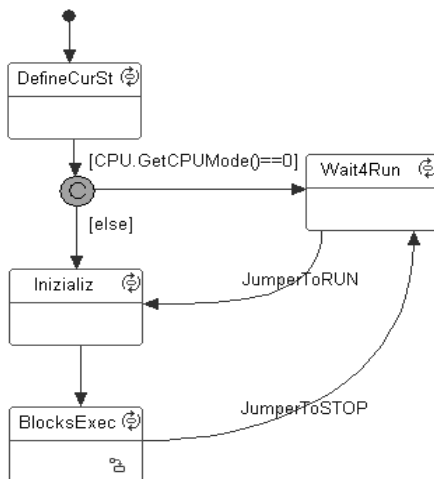 DefineCurSt
[CPU.GetCPUMode()==0]
Wait4Run
C
[else]
Inizializ
JumperToRUN
JumperToSTOP
BlocksExec